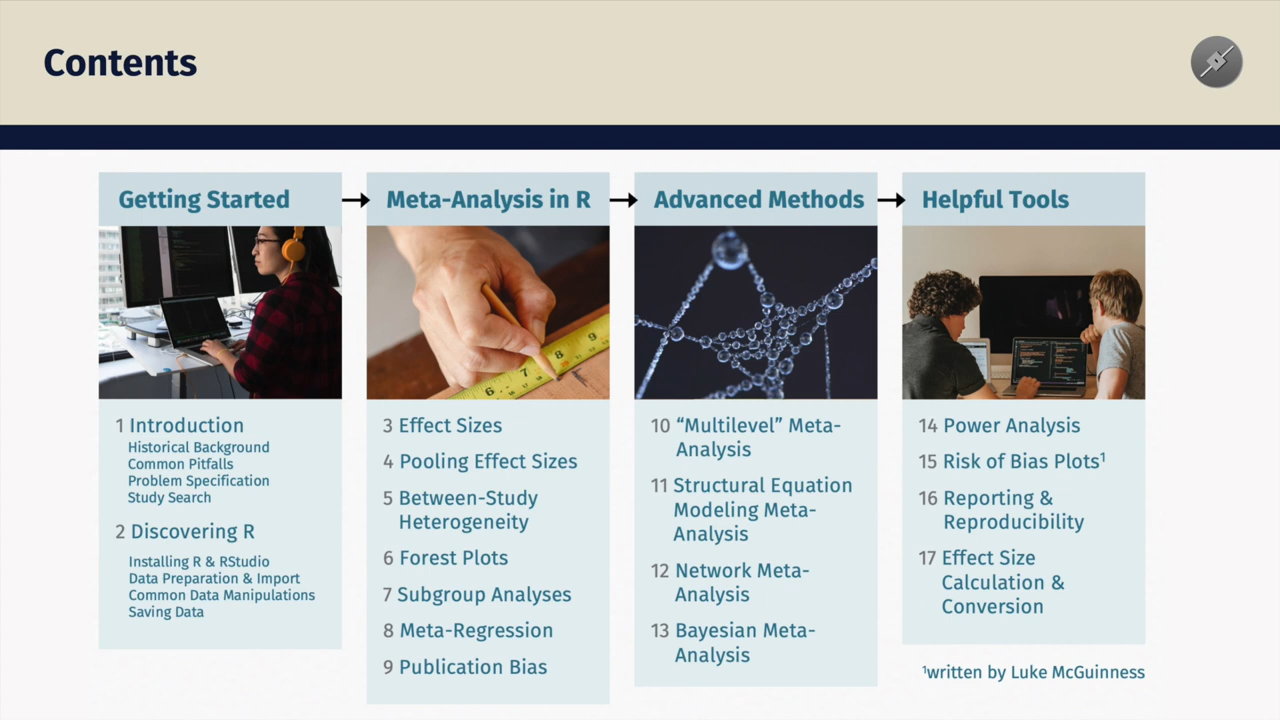 Contents
Getting Started
1 Introduction
Historical Background
Common Pitfalls
Problem Specification
Study Search
2 Discovering R
Installing R & RStudio
Data Preparation & Import
Common Data Manipulations
Saving Data
Meta-Analysis in R
6 7 8 9
3 Effect Sizes
4 Pooling Effect Sizes
5 Between-Study
Heterogeneity
6 Forest Plots
7 Subgroup Analyses
8 Meta-Regression
9 Publication Bias
Advanced Methods
10 “Multilevel” Meta-
Analysis
11 Structural Equation
Modeling Meta-
Analysis
12 Network Meta-
Analysis
13 Bayesian Meta-
Analysis
Helpful Tools
14 Power Analysis
15 Risk of Bias Plots¹
16 Reporting &
Reproducibility
17 Effect Size
Calculation &
Conversion
¹written by Luke McGuinness